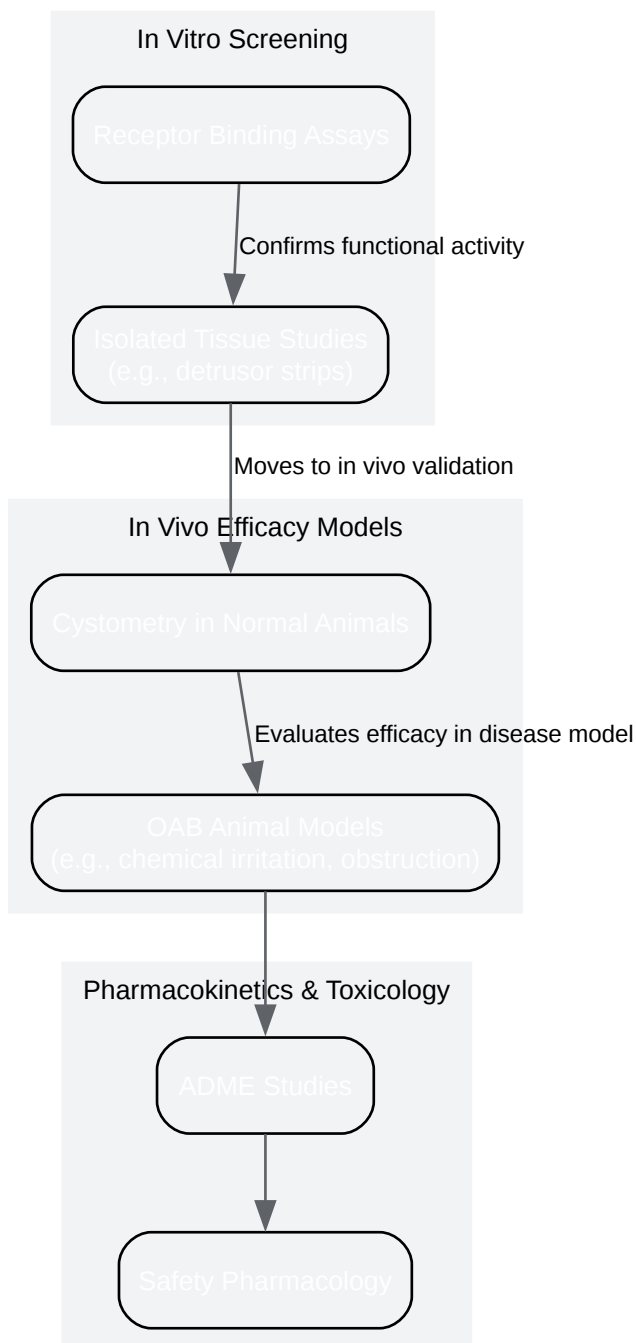 In Vitro Screening
Receptor Binding Assays
Confirms functional activity
Isolated Tissue Studies
(e.g., detrusor strips)
Moves to in vivo validation
In Vivo Efficacy Models
Cystometry in Normal Animals
Evaluates efficacy in disease model
OAB Animal Models
(e.g., chemical irritation, obstruction)
Pharmacokinetics & Toxicology
ADME Studies
Safety Pharmacology